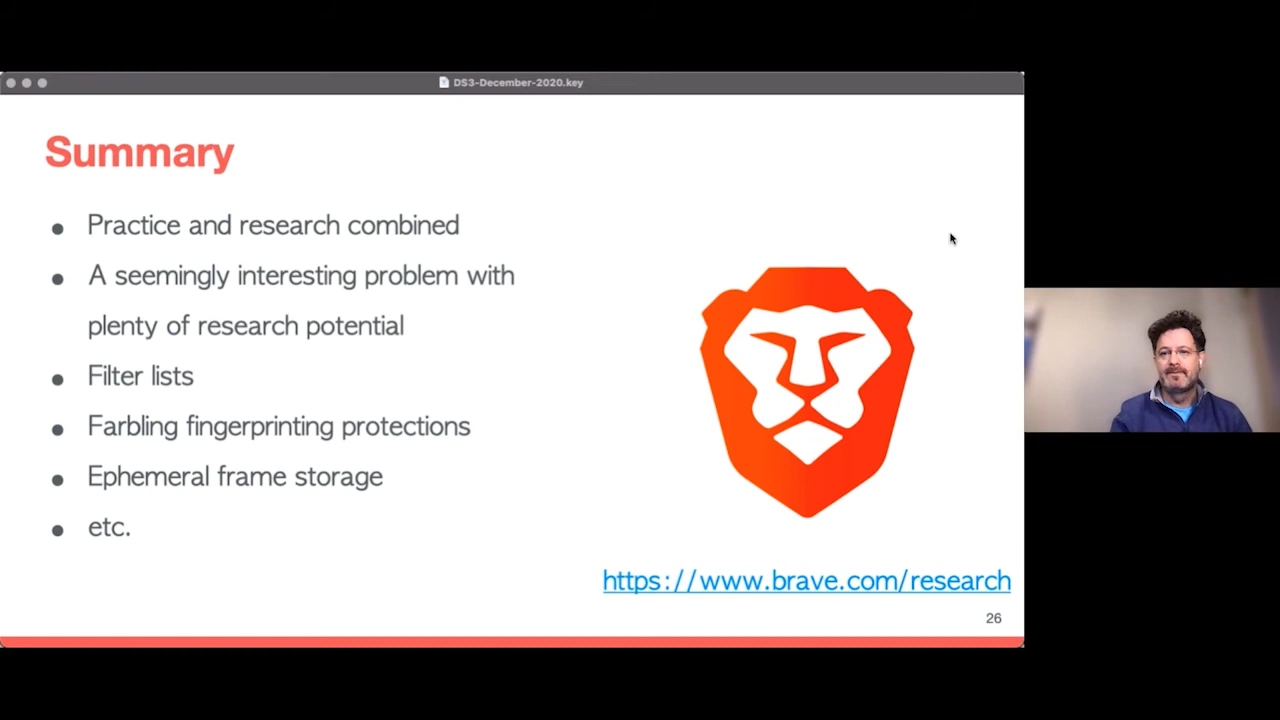 DS3-December-2020.key
Summary
● Practice and research combined
● A seemingly interesting problem with
plenty of research potential
● Filter lists
● Farbling fingerprinting protections
● Ephemeral frame storage
● etc.
https://www.brave.com/research
26